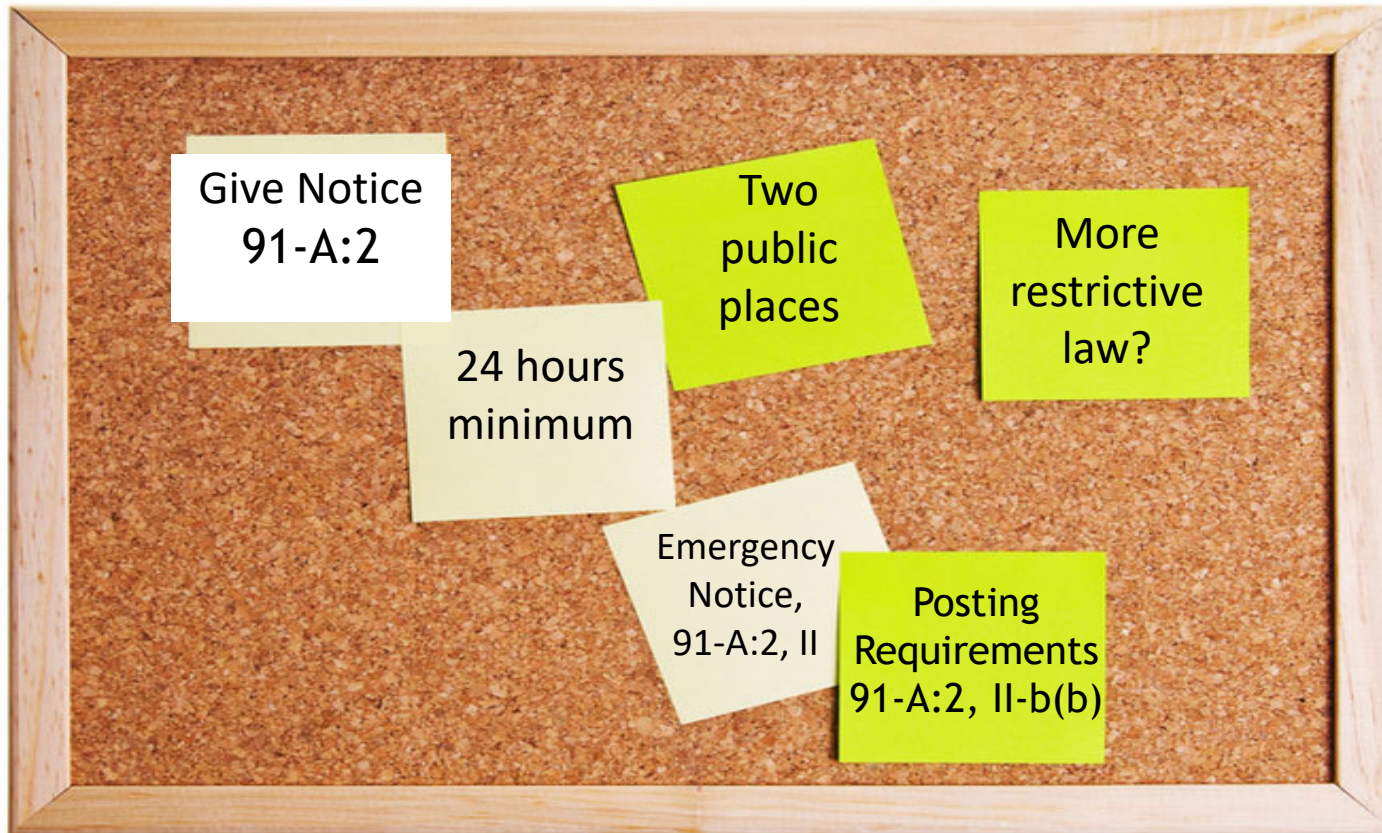 Give Notice
91-A:2
Two
public
places
More
restrictive
law?
24 hours
minimum
Emergency
Notice,
91-A:2, II
Posting
Requirements
91-A:2, II-b(b)